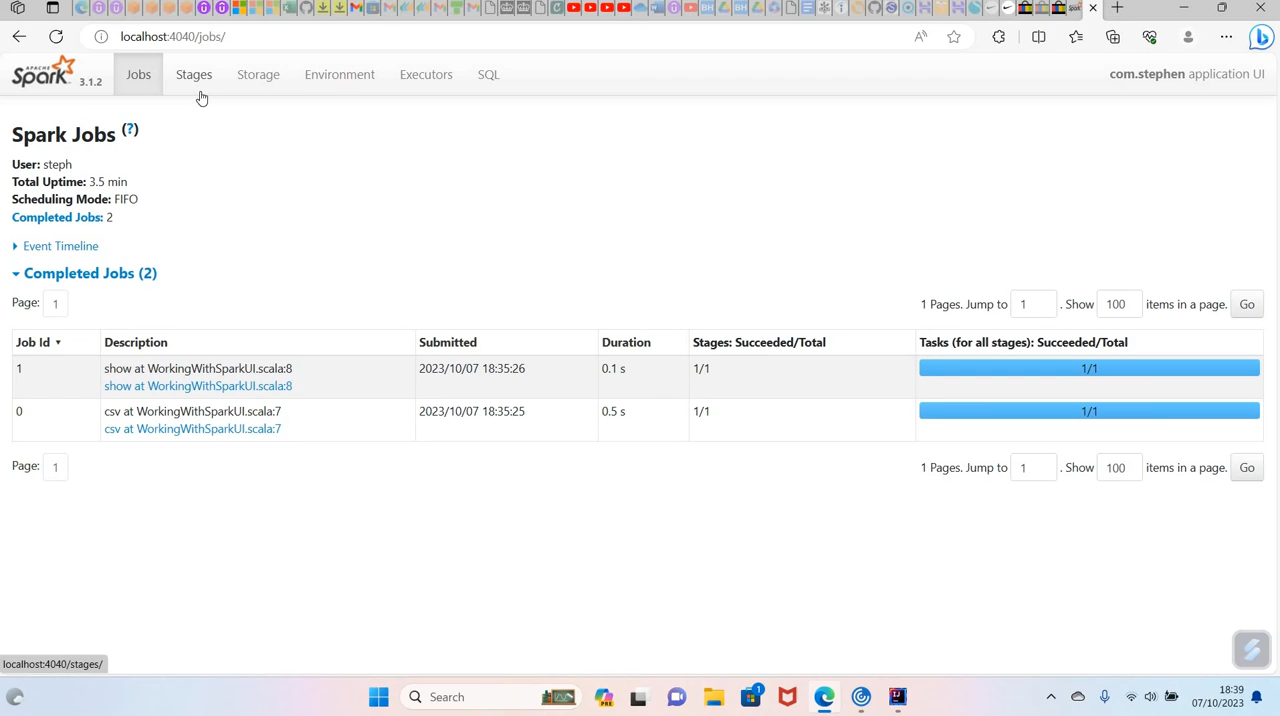 localhost:4040/jobs/
APACHE
Spark 3.1.2
Jobs Stages Storage Environment Executors SQL com.stephen application UI
Spark Jobs (?)
User: steph
Total Uptime: 3.5 min
Scheduling Mode: FIFO
Completed Jobs: 2
Event Timeline
Completed Jobs (2)
Page: 1 1 Pages. Jump to 1 . Show 100 items in a page. Go
Job Id Description Submitted Duration Stages: Succeeded/Total Tasks (for all stages): Succeeded/Total
1 show at WorkingWithSparkUI.scala:8 2023/10/07 18:35:26 0.1 s 1/1 1/1
show at WorkingWithSparkUI.scala:8
0 csv at WorkingWithSparkUI.scala:7 2023/10/07 18:35:25 0.5 s 1/1 1/1
csv at WorkingWithSparkUI.scala:7
Page: 1 1 Pages. Jump to 1 . Show 100 items in a page. Go
localhost:4040/stages/
Search PRE 1 18:39
07/10/2023